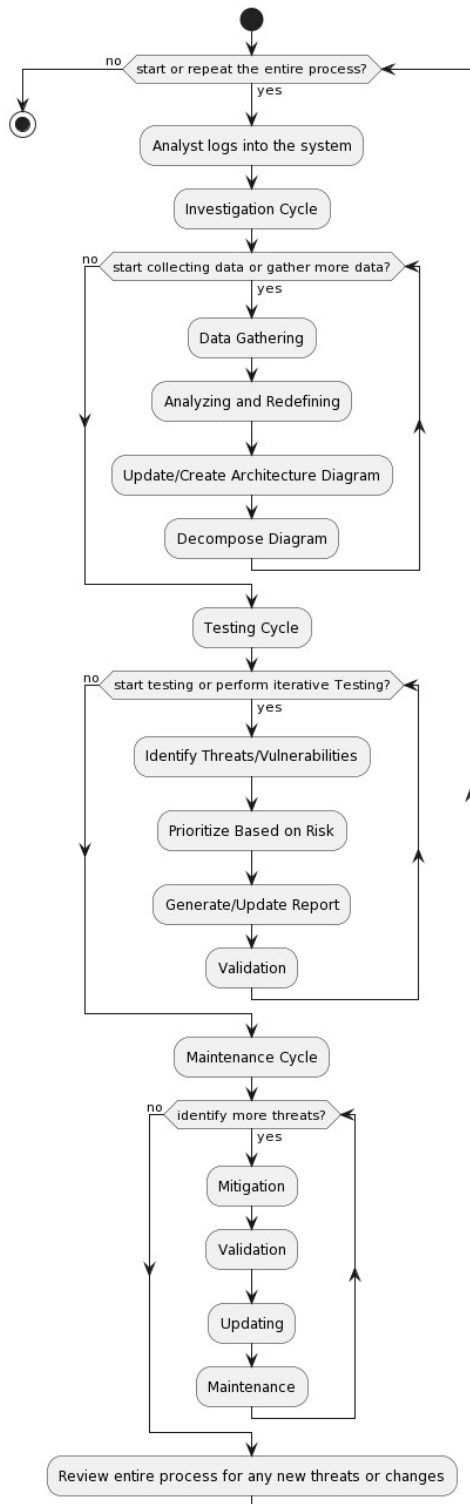 no
start or repeat the entire process?
yes
Analyst logs into the system
Investigation Cycle
no
start collecting data or gather more data?
yes
Data Gathering
Analyzing and Redefining
Update/Create Architecture Diagram
Decompose Diagram
Testing Cycle
no
start testing or perform iterative Testing?
yes
Identify Threats/Vulnerabilities
Prioritize Based on Risk
Generate/Update Report
Validation
Maintenance Cycle
no
identify more threats?
yes
Mitigation
Validation
Updating
Maintenance
Review entire process for any new threats or changes